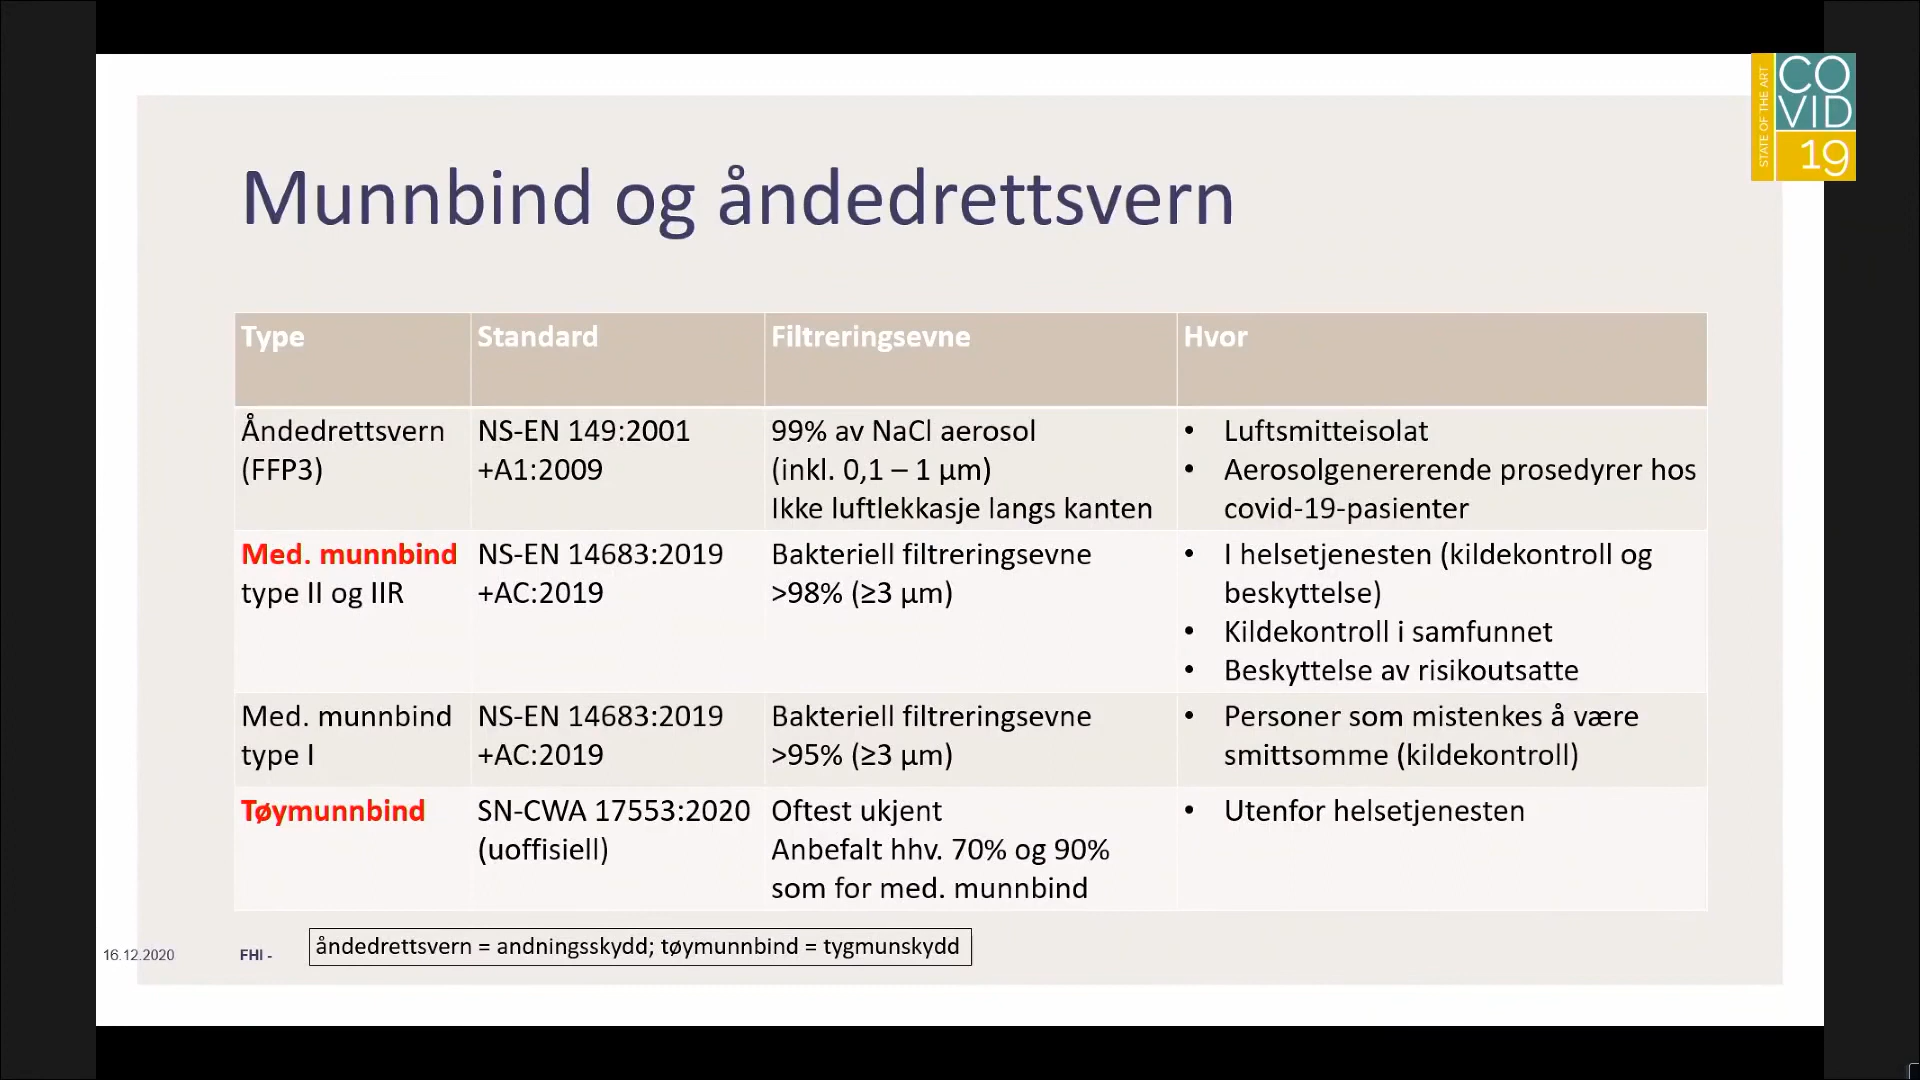 STATE OF THE ART
CO
VID
19
Munnbind og åndedrettsvern
Type
Standard
Filtreringsevne
Hvor
Åndedrettsvern
(FFP3)
NS-EN 149:2001
+A1:2009
99% av NaCl aerosol
(inkl. 0,1 – 1 µm)
Ikke luftlekkasje langs kanten
• Luftsmitteisolat
• Aerosolgenererende prosedyrer hos
covid-19-pasienter
Med. munnbind
type II og IIR
NS-EN 14683:2019
+AC:2019
Bakteriell filtreringsevne
>98% (≥3 µm)
• I helsetjenesten (kildekontroll og
beskyttelse)
• Kildekontroll i samfunnet
• Beskyttelse av risikoutsatte
Med. munnbind
type I
NS-EN 14683:2019
+AC:2019
Bakteriell filtreringsevne
>95% (≥3 µm)
• Personer som mistenkes å være
smittsomme (kildekontroll)
Tøymunnbind
SN-CWA 17553:2020
(uoffisiell)
Oftest ukjent
Anbefalt hhv. 70% og 90%
som for med. munnbind
• Utenfor helsetjenesten
16.12.2020
FHI -
åndedrettsvern = andningsskydd; tøymunnbind = tygmunskydd